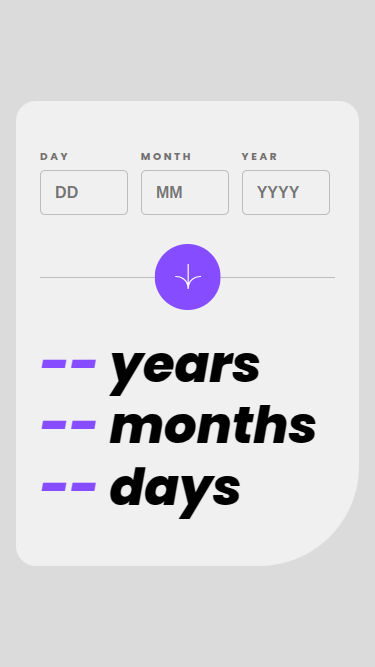 DAY MONTH YEAR
DD MM YYYY
-- years
-- months
-- days